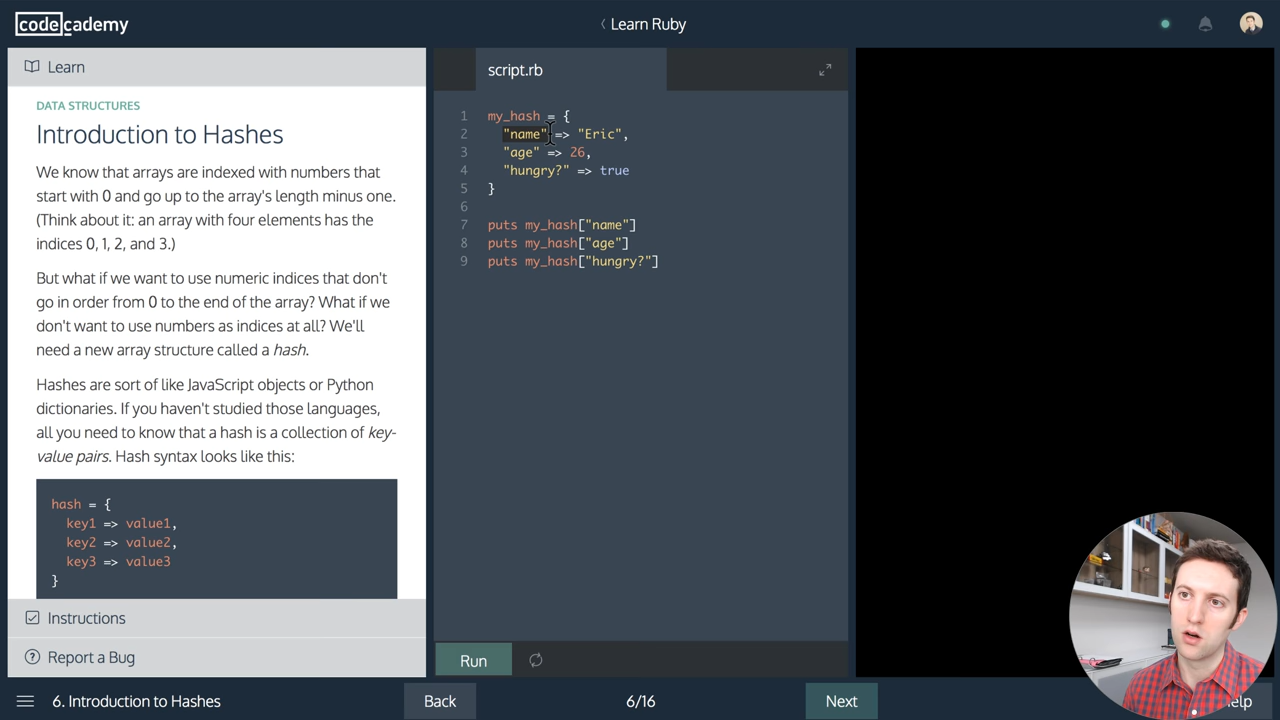 codecademy
Learn Ruby
Learn
script.rb
DATA STRUCTURES
Introduction to Hashes
We know that arrays are indexed with numbers that
start with 0 and go up to the array's length minus one.
(Think about it: an array with four elements has the
indices 0, 1, 2, and 3.)
But what if we want to use numeric indices that don't
go in order from 0 to the end of the array? What if we
don't want to use numbers as indices at all? We'll
need a new array structure called a hash.
Hashes are sort of like JavaScript objects or Python
dictionaries. If you haven't studied those languages,
all you need to know that a hash is a collection of key-
value pairs. Hash syntax looks like this:
hash = {
key1 => value1,
key2 => value2,
key3 => value3
}
Instructions
Report a Bug
1 my_hash = {
2 "name" => "Eric",
3 "age" => 26,
4 "hungry?" => true
5 }
6
7 puts my_hash["name"]
8 puts my_hash["age"]
9 puts my_hash["hungry?"]
Run
6. Introduction to Hashes
Back
6/16
Next